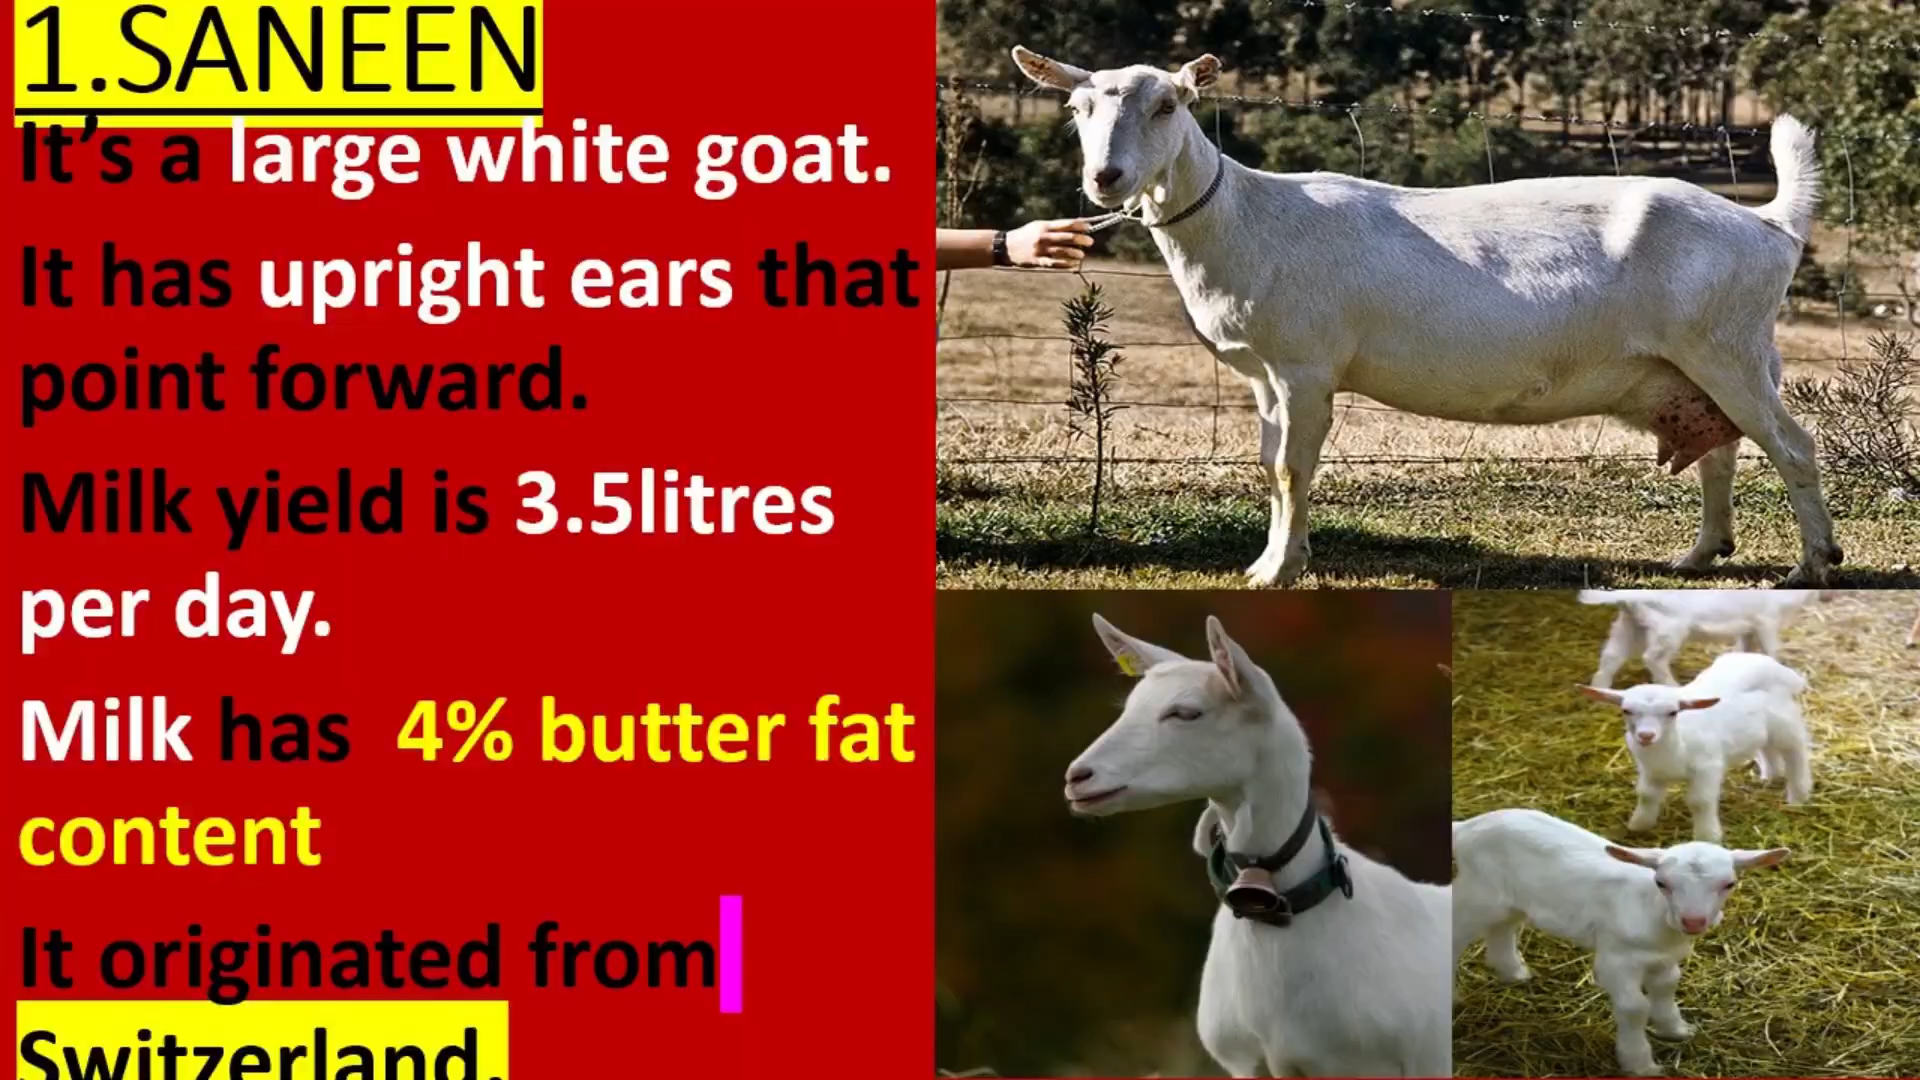 1.SANEEN
It’s a large white goat.
It has upright ears that
point forward.
Milk yield is 3.5litres
per day.
Milk has 4% butter fat
content
It originated from
Switzerland.